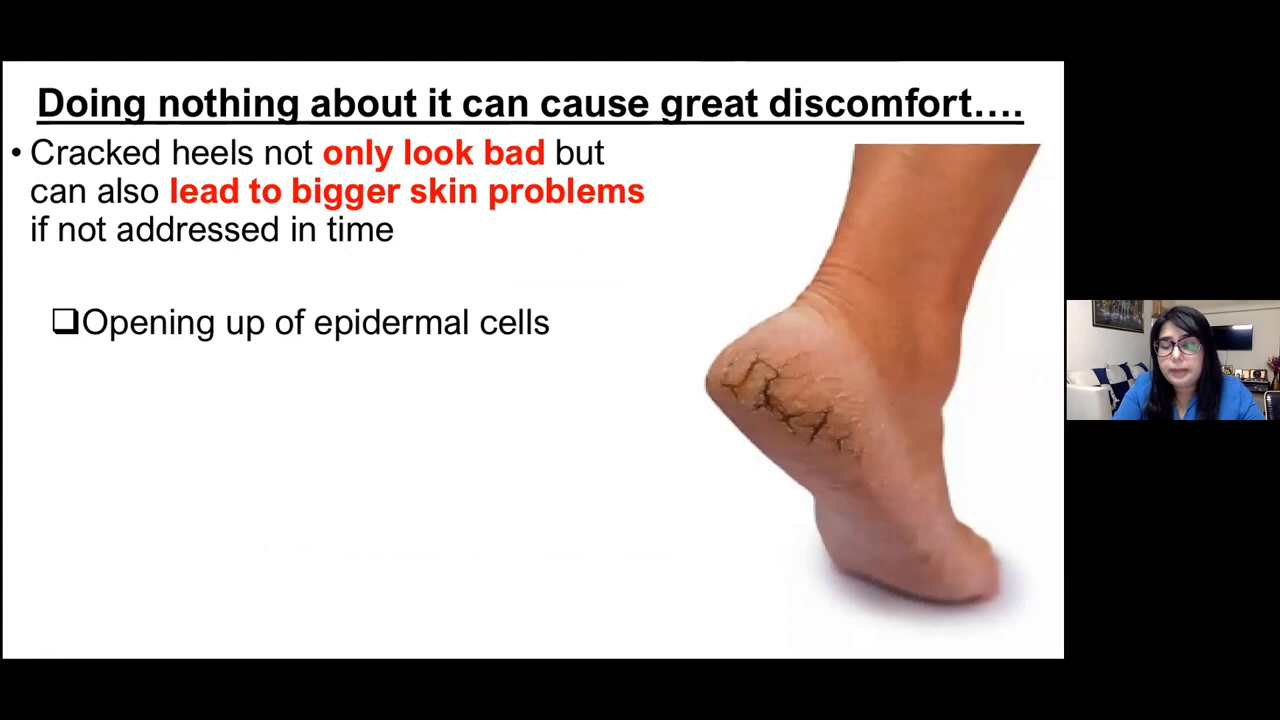 Doing nothing about it can cause great discomfort….
• Cracked heels not only look bad but
can also lead to bigger skin problems
if not addressed in time
❑Opening up of epidermal cells